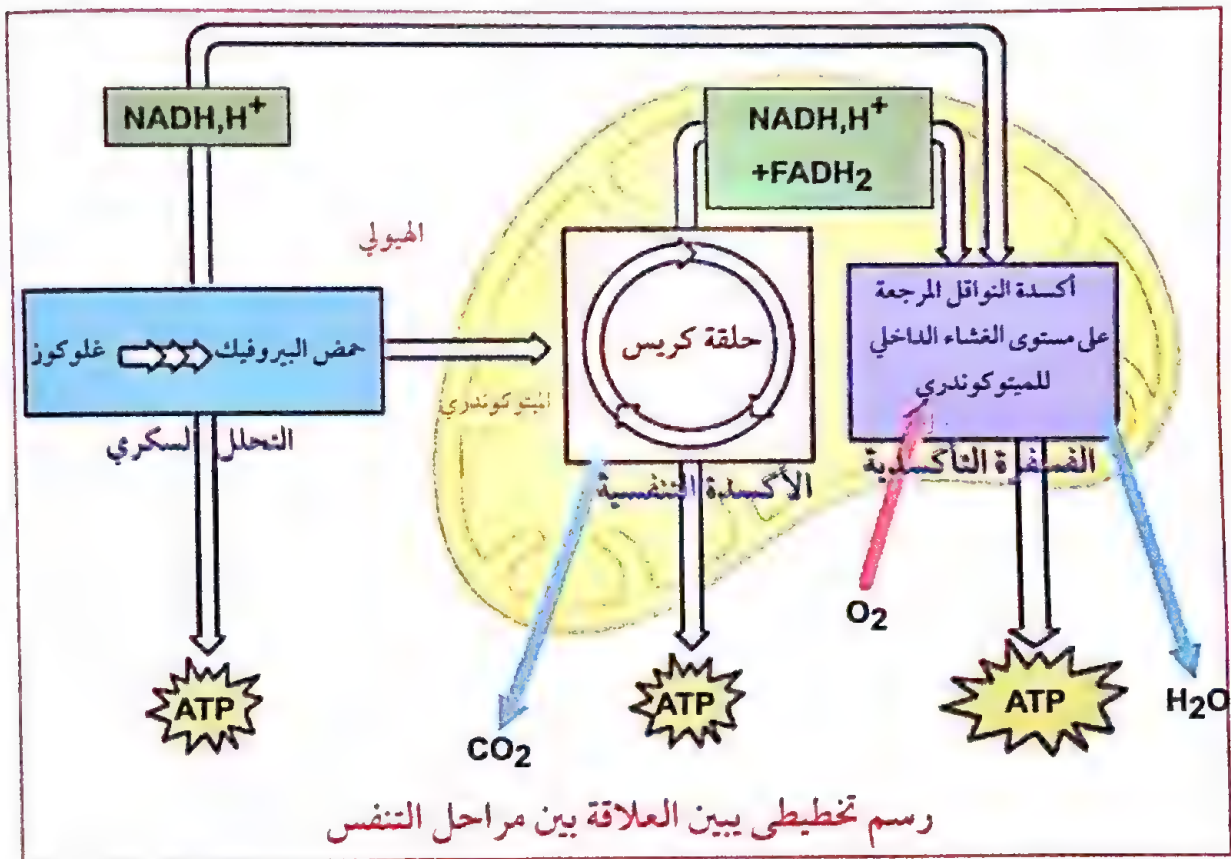 NADH,H+
NADH,H+
+FADH2
الهيولي
غلوكوز
حمض البيروفيك
التحلل السكري
الميتوكوندري
حلقة كربس
الأكسدة التنفسية
أكسدة النواقل المرجعة
على مستوى الغشاء الداخلي
للميتوكوندري
الفسفرة التأكسدية
O2
ATP
CO2
ATP
ATP
H2O
رسم تخطيطي يبين العلاقة بين مراحل التنفس